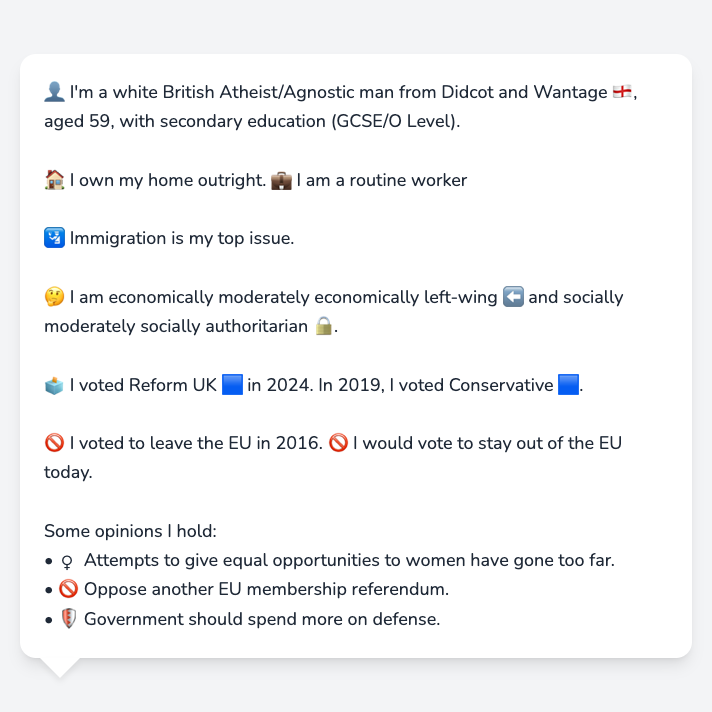 👤 I'm a white British Atheist/Agnostic man from Didcot and Wantage 🏴󠁧󠁢󠁥󠁮󠁧󠁿,
aged 59, with secondary education (GCSE/O Level).
🏠 I own my home outright. 💼 I am a routine worker
🛂 Immigration is my top issue.
🤔 I am economically moderately economically left-wing ⬅️ and socially
moderately socially authoritarian 🔒.
🗳️ I voted Reform UK 🟦 in 2024. In 2019, I voted Conservative 🟦.
🚫 I voted to leave the EU in 2016. 🚫 I would vote to stay out of the EU
today.
Some opinions I hold:
• ♀ Attempts to give equal opportunities to women have gone too far.
• 🚫 Oppose another EU membership referendum.
• 🛡️ Government should spend more on defense.